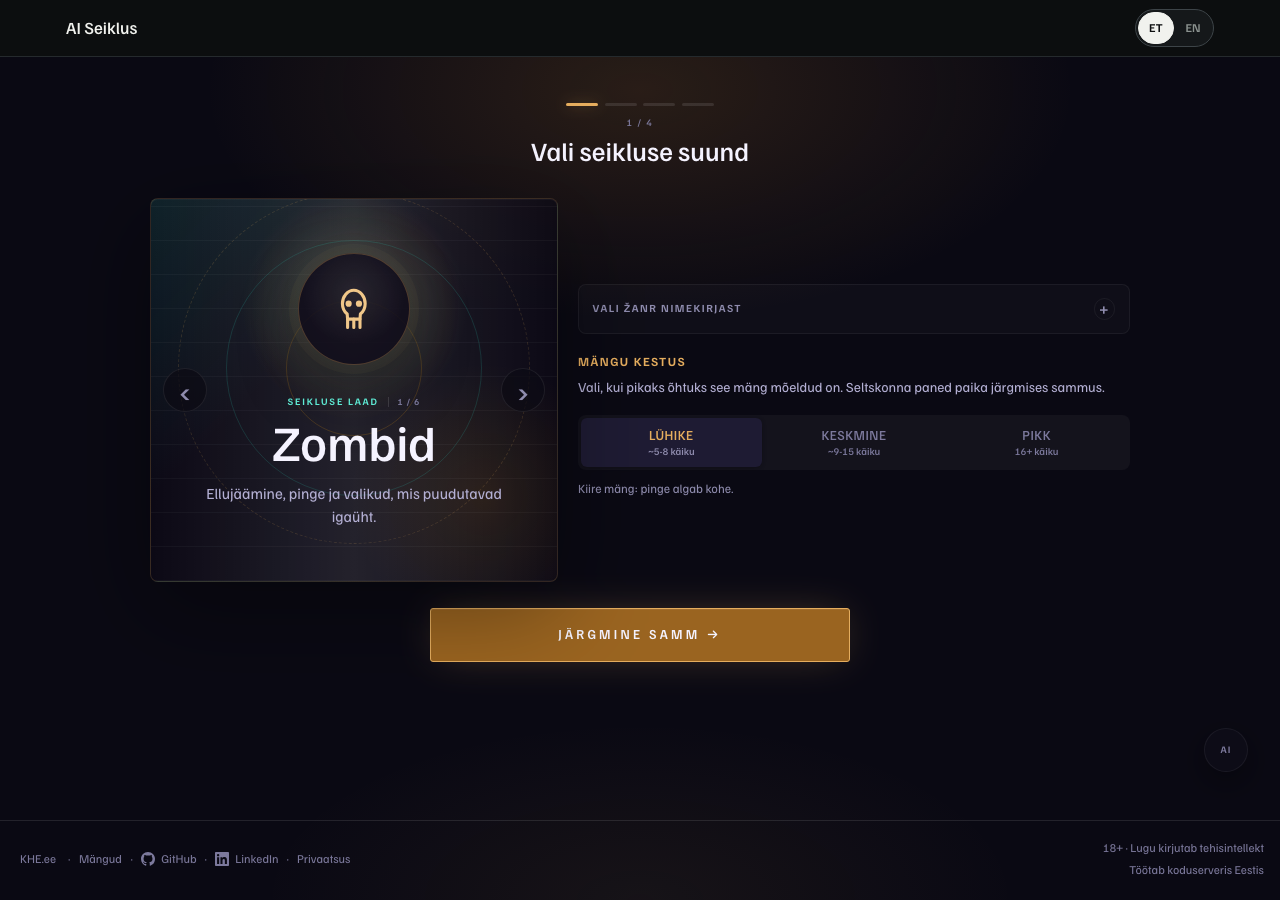 AI Seiklus
ET EN
1 / 4
Vali seikluse suund
SEIKLUSE LAAD | 1 / 6
Zombid
Ellujäämine, pinge ja valikud, mis puudutavad
igaüht.
VALI ŽANR NIMEKIRJAST +
MÄNGU KESTUS
Vali, kui pikaks õhtuks see mäng mõeldud on. Seltskonna paned paika järgmises sammus.
LÜHIKE
~5-8 käiku
KESKMINE
~9-15 käiku
PIKK
16+ käiku
Kiire mäng: pinge algab kohe.
JÄRGMINE SAMM →
AI
KHE.ee · Mängud · GitHub · LinkedIn · Privaatsus
18+ · Lugu kirjutab tehisintellekt
Töötab koduserveris Eestis